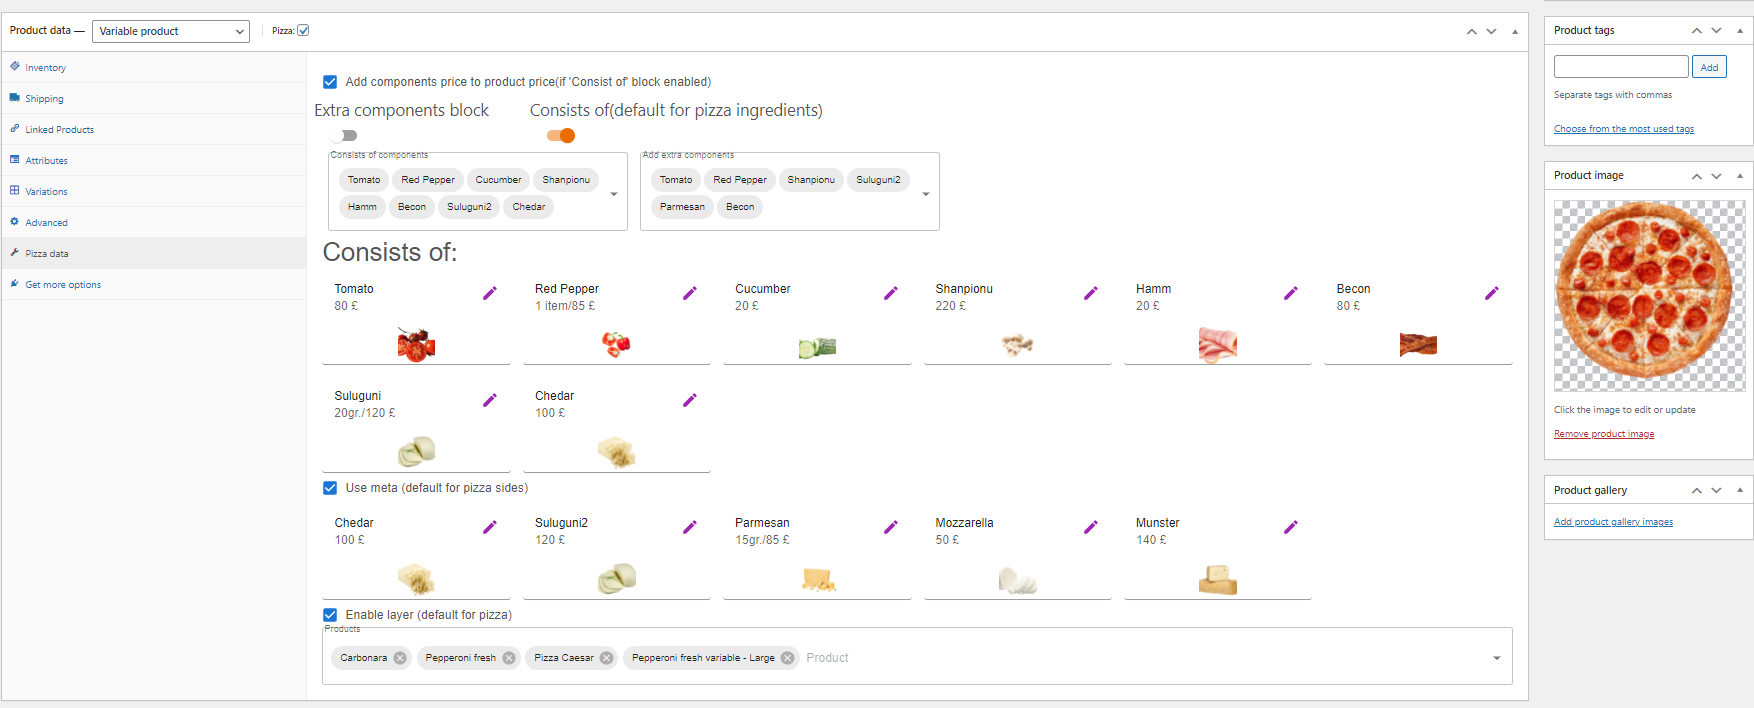 Product data — Variable product Pizza:
Inventory
Shipping
Linked Products
Attributes
Variations
Advanced
Pizza data
Get more options
Add components price to product price(if 'Consist of' block enabled)
Extra components block Consists of(default for pizza ingredients)
Consists of components
Tomato Red Pepper Cucumber Shanpionu
Hamm Becon Suluguni2 Chedar
Add extra components
Tomato Red Pepper Shanpionu Suluguni2
Parmesan Becon
Consists of:
Tomato
80 £
Red Pepper
1 item/85 £
Cucumber
20 £
Shanpionu
220 £
Hamm
20 £
Becon
80 £
Suluguni
20gr./120 £
Chedar
100 £
Use meta (default for pizza sides)
Chedar
100 £
Suluguni2
120 £
Parmesan
15gr./85 £
Mozzarella
50 £
Munster
140 £
Enable layer (default for pizza)
Products
Carbonara Pepperoni fresh Pizza Caesar Pepperoni fresh variable - Large Product
Product tags
Add
Separate tags with commas
Choose from the most used tags
Product image
Click the image to edit or update
Remove product image
Product gallery
Add product gallery images